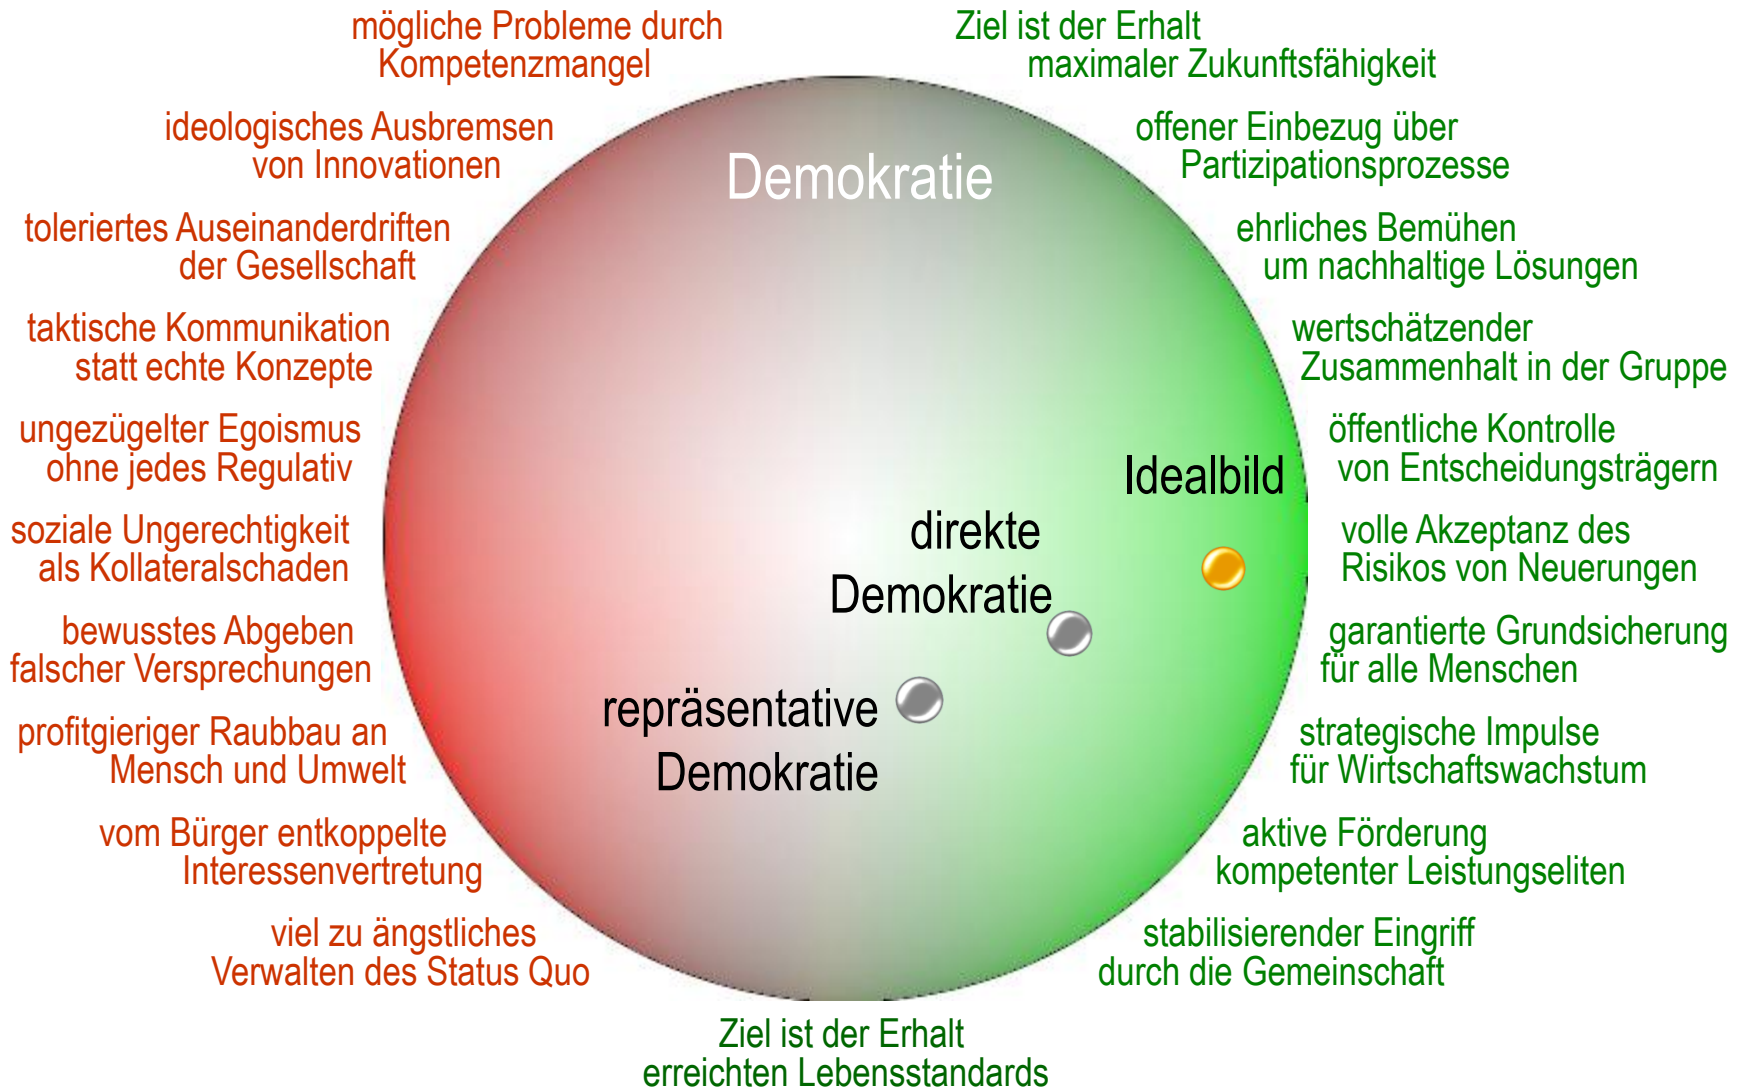 mögliche Probleme durch
Kompetenzmangel
ideologisches Ausbremsen
von Innovationen
toleriertes Auseinanderdriften
der Gesellschaft
taktische Kommunikation
statt echte Konzepte
ungezügelter Egoismus
ohne jedes Regulativ
soziale Ungerechtigkeit
als Kollateralschaden
bewusstes Abgeben
falscher Versprechungen
profitgieriger Raubbau an
Mensch und Umwelt
vom Bürger entkoppelte
Interessenvertretung
viel zu ängstliches
Verwalten des Status Quo
Demokratie
Idealbild
direkte
Demokratie
repräsentative
Demokratie
Ziel ist der Erhalt
maximaler Zukunftsfähigkeit
offener Einbezug über
Partizipationsprozesse
ehrliches Bemühen
um nachhaltige Lösungen
wertschätzender
Zusammenhalt in der Gruppe
öffentliche Kontrolle
von Entscheidungsträgern
volle Akzeptanz des
Risikos von Neuerungen
garantierte Grundsicherung
für alle Menschen
strategische Impulse
für Wirtschaftswachstum
aktive Förderung
kompetenter Leistungseliten
stabilisierender Eingriff
durch die Gemeinschaft
Ziel ist der Erhalt
erreichten Lebensstandards